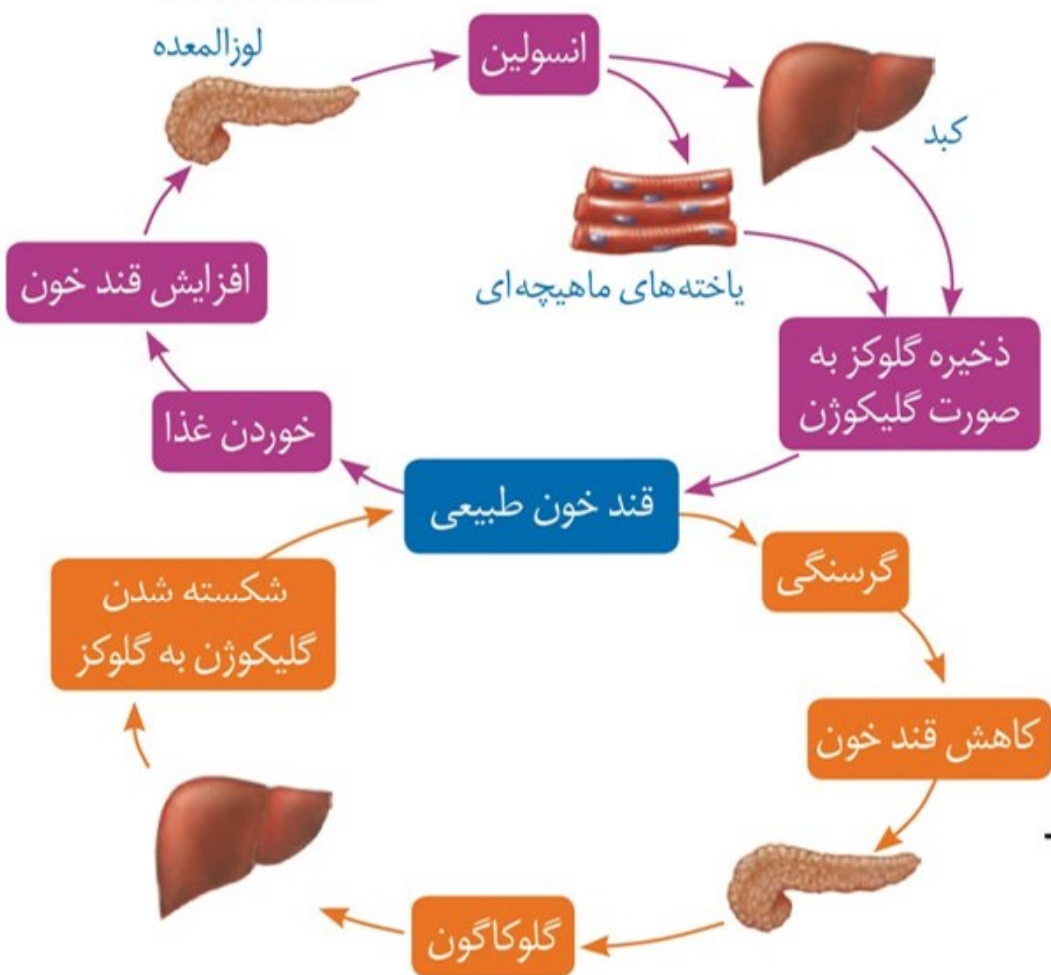 لوزالمعده
انسولین
کبد
یاخته‌های ماهیچه‌ای
افزایش قند خون
ذخیره گلوکز به
صورت گلیکوژن
خوردن غذا
قند خون طبیعی
گرسنگی
شکسته شدن
گلیکوژن به گلوکز
کاهش قند خون
گلوکاگون